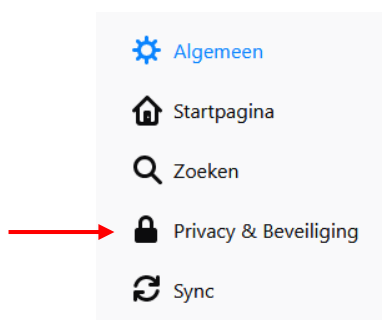 Algemeen
Startpagina
Zoeken
Privacy & Beveiliging
Sync